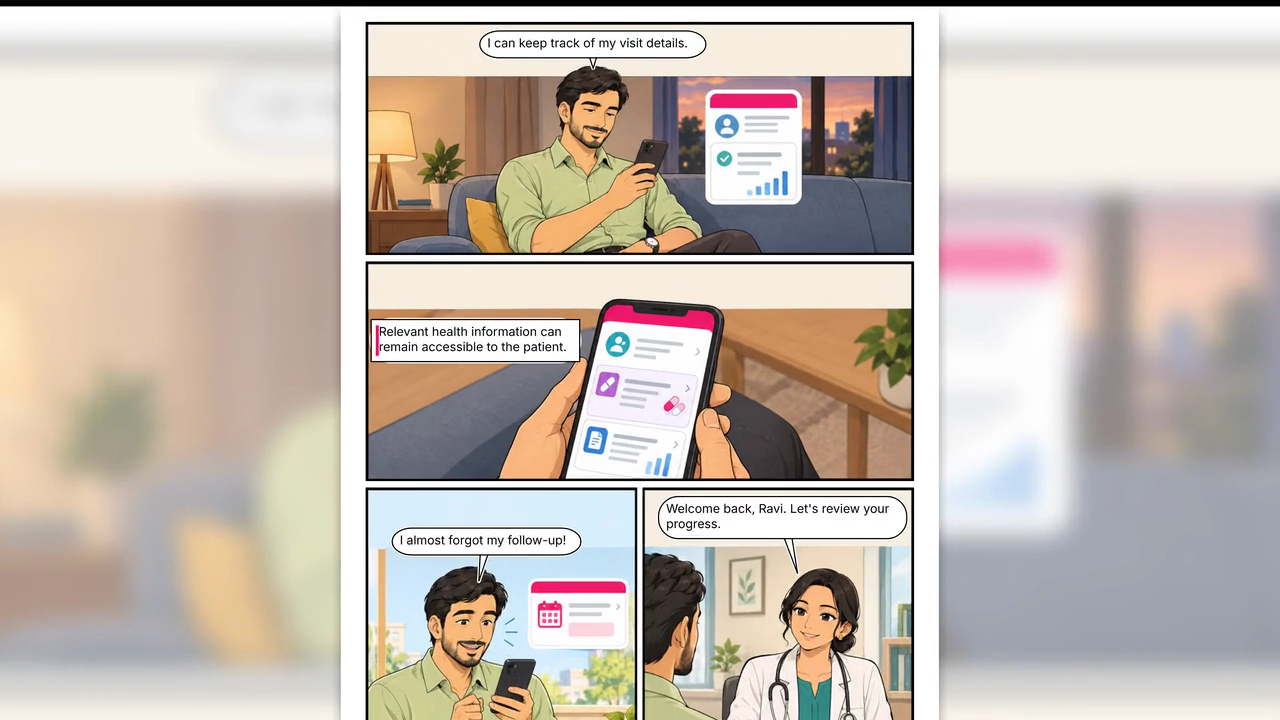 I can keep track of my visit details.
Relevant health information can
remain accessible to the patient.
I almost forgot my follow-up!
Welcome back, Ravi. Let's review your
progress.